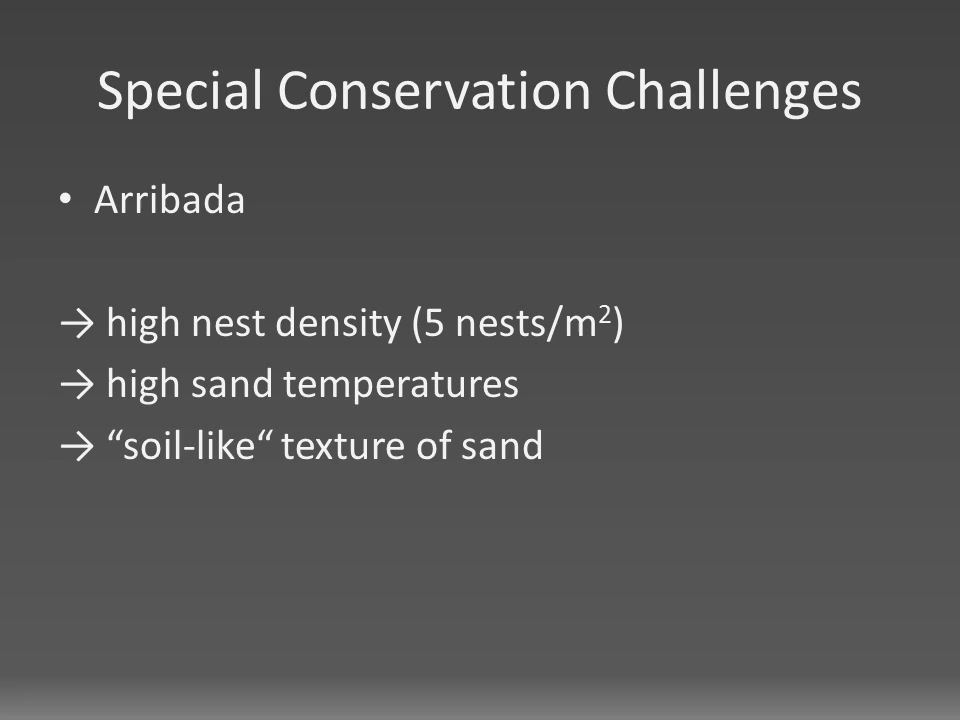 Special Conservation Challenges
• Arribada
→ high nest density (5 nests/m²)
→ high sand temperatures
→ “soil-like“ texture of sand